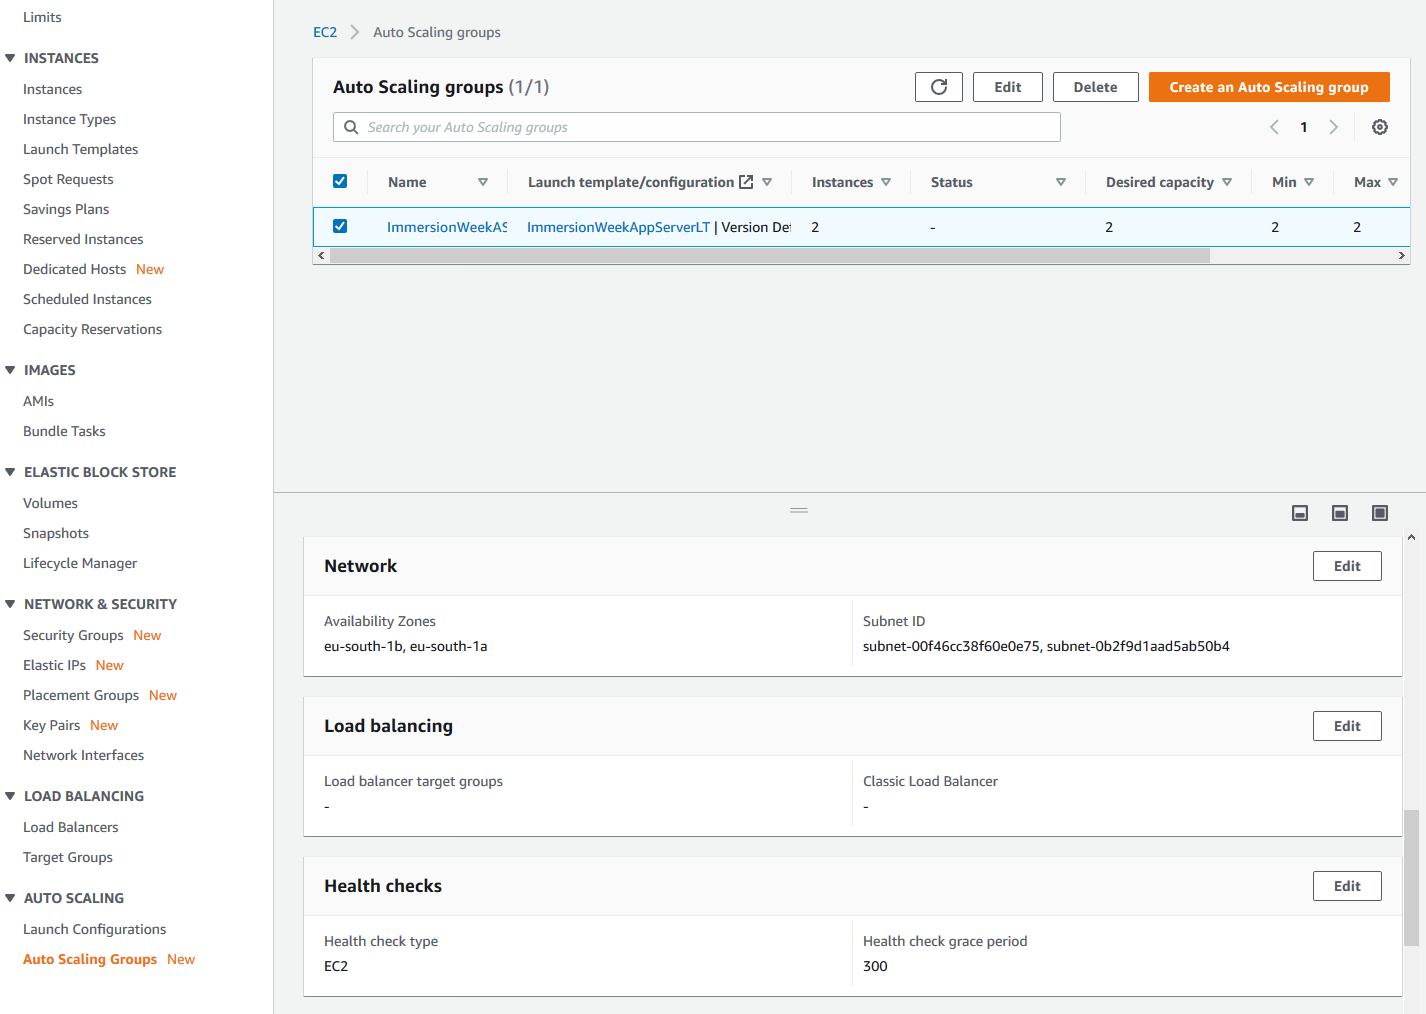 Limits
INSTANCES
Instances
Instance Types
Launch Templates
Spot Requests
Savings Plans
Reserved Instances
Dedicated Hosts New
Scheduled Instances
Capacity Reservations
IMAGES
AMIs
Bundle Tasks
ELASTIC BLOCK STORE
Volumes
Snapshots
Lifecycle Manager
NETWORK & SECURITY
Security Groups New
Elastic IPs New
Placement Groups New
Key Pairs New
Network Interfaces
LOAD BALANCING
Load Balancers
Target Groups
AUTO SCALING
Launch Configurations
Auto Scaling Groups New
EC2 > Auto Scaling groups
Auto Scaling groups (1/1) Edit Delete Create an Auto Scaling group
Search your Auto Scaling groups 1
Name Launch template/configuration Instances Status Desired capacity Min Max
ImmersionWeekAS ImmersionWeekAppServerLT | Version Def 2 - 2 2 2
Network Edit
Availability Zones Subnet ID
eu-south-1b, eu-south-1a subnet-00f46cc38f60e0e75, subnet-0b2f9d1aad5ab50b4
Load balancing Edit
Load balancer target groups Classic Load Balancer
- -
Health checks Edit
Health check type Health check grace period
EC2 300